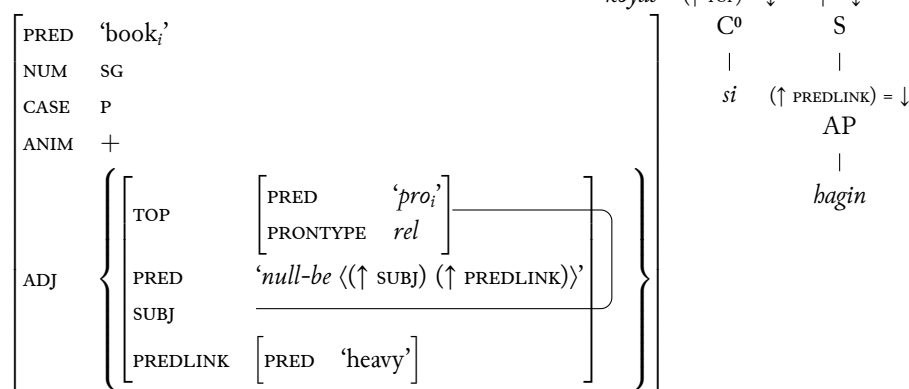 PRED ‘bookᵢ’
NUM SG
CASE P
ANIM +
ADJ
TOP
PRED ‘proᵢ’
PRONTYPE rel
PRED ‘null-be ⟨(↑ SUBJ) (↑ PREDLINK)⟩’
SUBJ
PREDLINK [PRED ‘heavy’]
C⁰ S
si (↑ PREDLINK) = ↓
AP
hagin